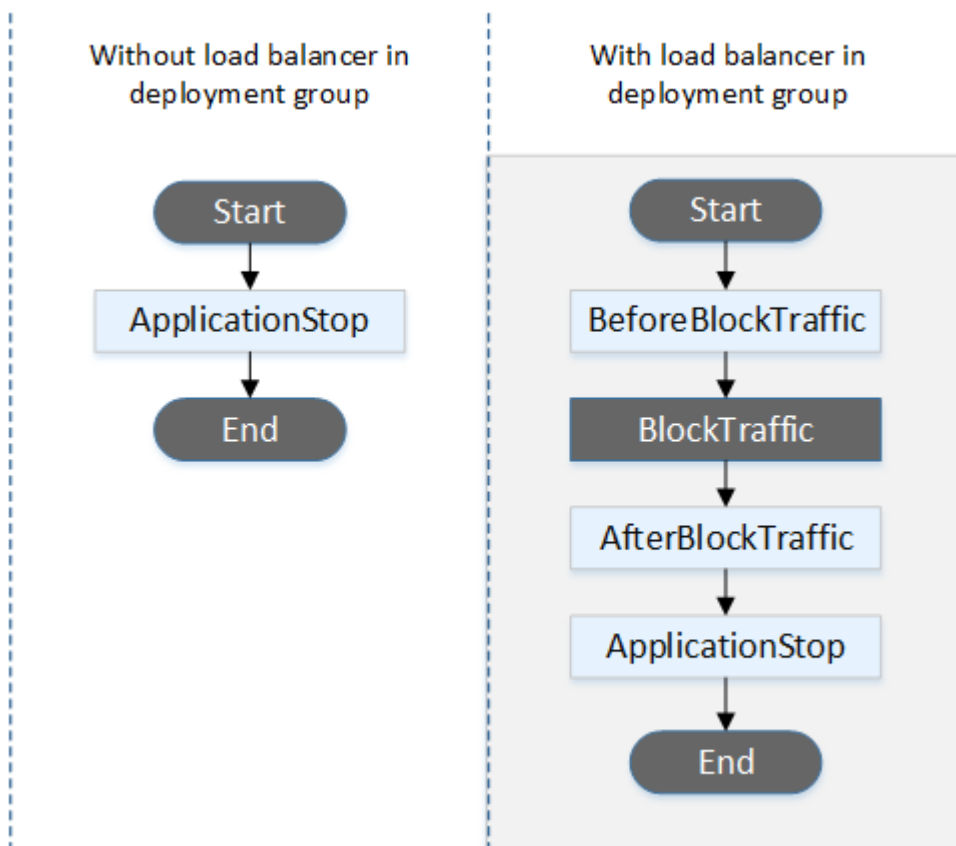 Without load balancer in
deployment group
Start
ApplicationStop
End
With load balancer in
deployment group
Start
BeforeBlockTraffic
BlockTraffic
AfterBlockTraffic
ApplicationStop
End